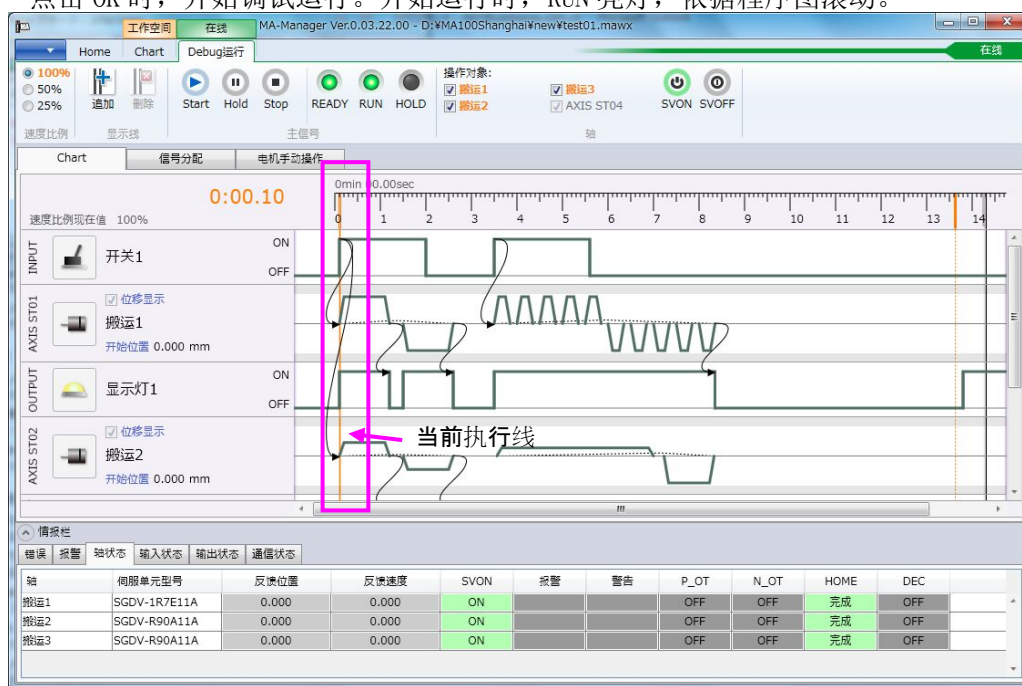 点击 OK 时，开始调试运行。开始运行时，RUN 亮灯，依据程序图滚动。
工作空间 在线 MA-Manager Ver.0.03.22.00 - D:¥MA100Shanghai¥new¥test01.mawx
Home Chart Debug运行 在线
100% 50% 25% 追加 删除 Start Hold Stop READY RUN HOLD 操作对象: 搬运1 搬运2 搬运3 AXIS ST04 SVON SVOFF
速度比例 显示线 主信号 轴
Chart 信号分配 电机手动操作
0:00.10 0min 00.00sec
速度比例现在值 100% 0 1 2 3 4 5 6 7 8 9 10 11 12 13 14
INPUT 开关1 ON OFF
AXIS ST01 位移显示
搬运1
开始位置 0.000 mm
OUTPUT 显示灯1 ON OFF
当前执行线
AXIS ST02 位移显示
搬运2
开始位置 0.000 mm
情报栏
错误 报警 轴状态 输入状态 输出状态 通信状态
轴 伺服单元型号 反馈位置 反馈速度 SVON 报警 警告 P_OT N_OT HOME DEC
搬运1 SGDV-1R7E11A 0.000 0.000 ON OFF OFF 完成 OFF
搬运2 SGDV-R90A11A 0.000 0.000 ON OFF OFF 完成 OFF
搬运3 SGDV-R90A11A 0.000 0.000 ON OFF OFF 完成 OFF